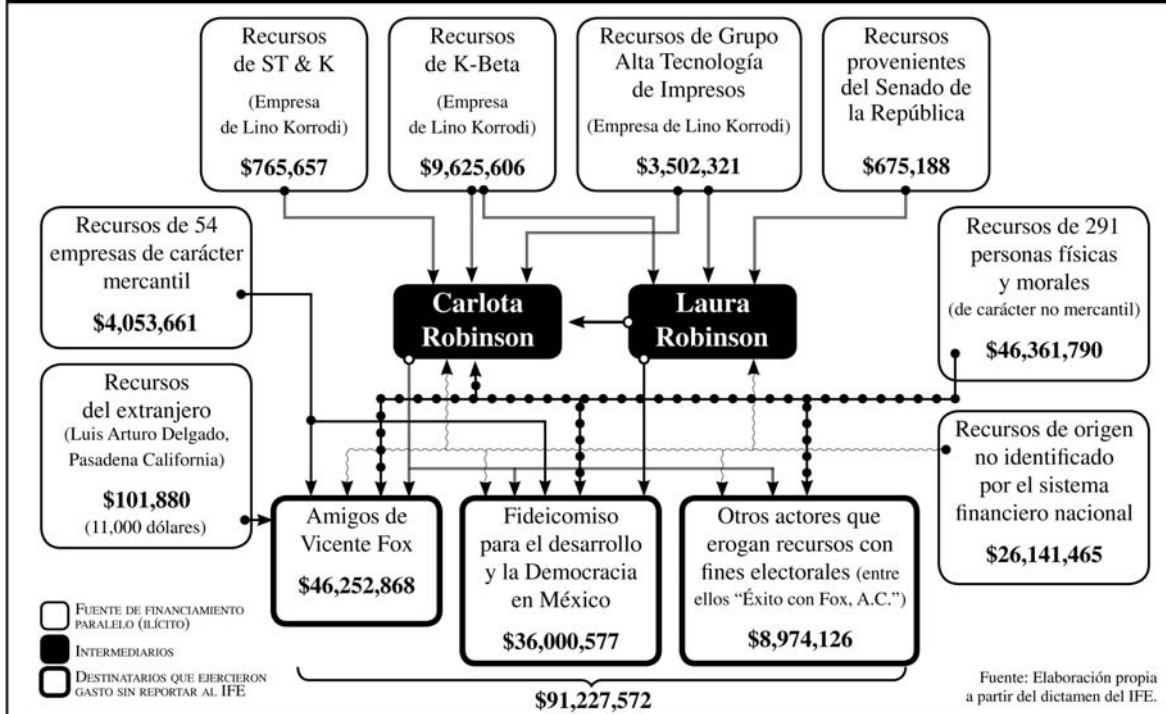 Recursos
de ST & K
(Empresa
de Lino Korrodi)
$765,657
Recursos
de K-Beta
(Empresa
de Lino Korrodi)
$9,625,606
Recursos de Grupo
Alta Tecnología
de Impresos
(Empresa de Lino Korrodi)
$3,502,321
Recursos
provenientes
del Senado de
la República
$675,188
Recursos de 54
empresas de carácter
mercantil
$4,053,661
Carlota
Robinson
Laura
Robinson
Recursos de 291
personas físicas
y morales
(de carácter no mercantil)
$46,361,790
Recursos
del extranjero
(Luis Arturo Delgado,
Pasadena California)
$101,880
(11,000 dólares)
Recursos de origen
no identificado
por el sistema
financiero nacional
$26,141,465
Amigos de
Vicente Fox
$46,252,868
Fideicomiso
para el desarrollo
y la Democracia
en México
$36,000,577
Otros actores que
erogan recursos con
fines electorales (entre
ellos “Éxito con Fox, A.C.”)
$8,974,126
FUENTE DE FINANCIAMIENTO
PARALELO (ILÍCITO)
INTERMEDIARIOS
DESTINATARIOS QUE EJERCIERON
GASTO SIN REPORTAR AL IFE
$91,227,572
Fuente: Elaboración propia
a partir del dictamen del IFE.